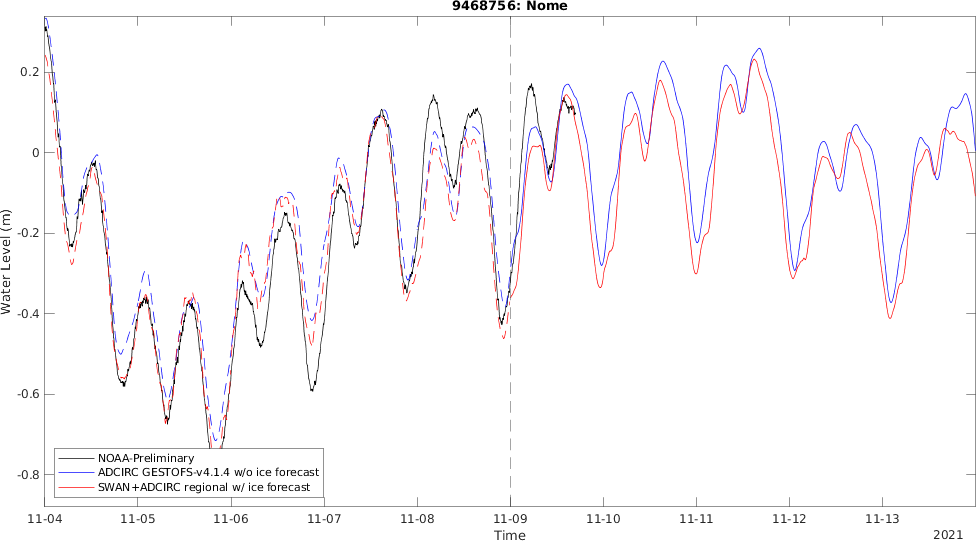 9468756: Nome
Water Level (m)
0.2
0
-0.2
-0.4
-0.6
-0.8
NOAA-Preliminary
ADCIRC GESTOFS-v4.1.4 w/o ice forecast
SWAN+ADCIRC regional w/ ice forecast
11-04 11-05 11-06 11-07 11-08 11-09 11-10 11-11 11-12 11-13
Time
2021